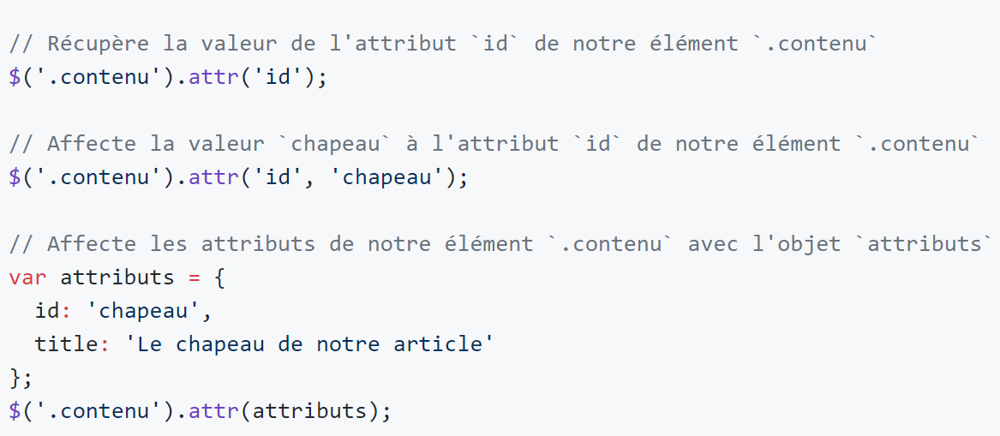 // Récupère la valeur de l'attribut `id` de notre élément `.contenu`
$('.contenu').attr('id');
// Affecte la valeur `chapeau` à l'attribut `id` de notre élément `.contenu`
$('.contenu').attr('id', 'chapeau');
// Affecte les attributs de notre élément `.contenu` avec l'objet `attributs`
var attributs = {
  id: 'chapeau',
  title: 'Le chapeau de notre article'
};
$('.contenu').attr(attributs);